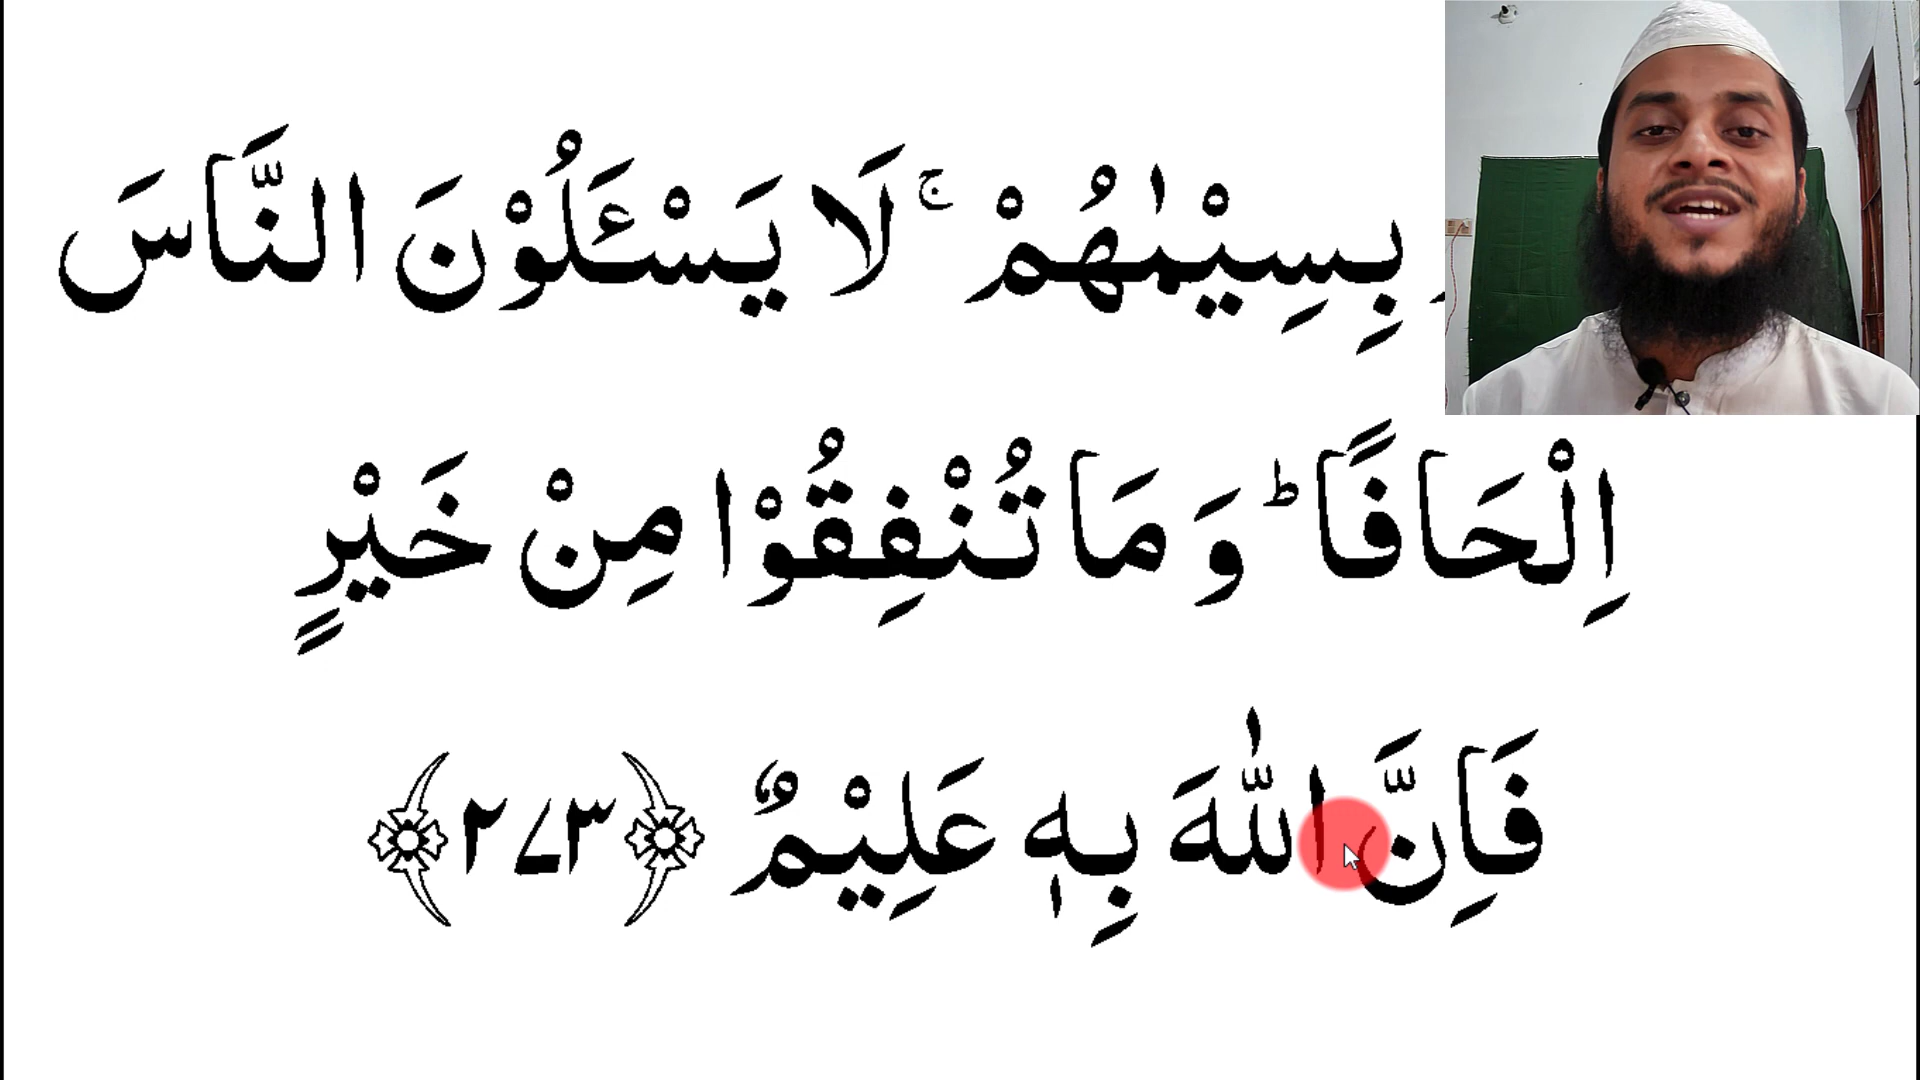 بِسِیْمٰهُمْ ۚ لَا یَسْـَٔلُوْنَ النَّاسَ
اِلْحَافًا ؕ وَ مَا تُنْفِقُوْا مِنْ خَیْرٍ
فَاِنَّ اللّٰهَ بِهٖ عَلِیْمٌ۠ ﴿۲۷۳﴾